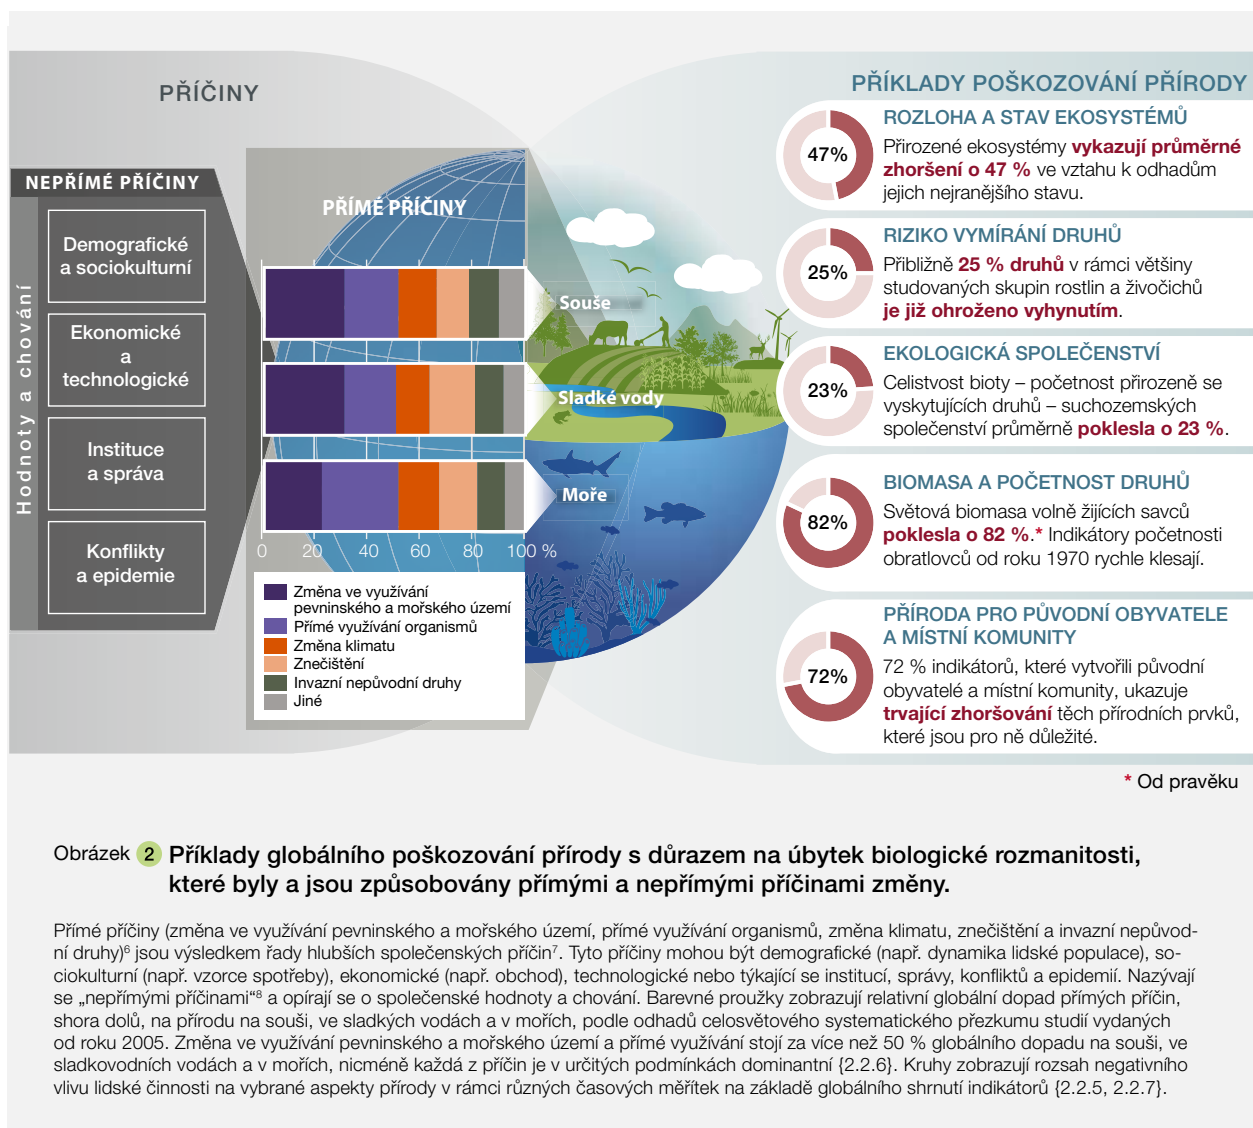 PŘÍČINY
NEPŘÍMÉ PŘÍČINY
Hodnoty a chování
Demografické
a sociokulturní
Ekonomické
a
technologické
Instituce
a správa
Konflikty
a epidemie
PŘÍMÉ PŘÍČINY
Souše
Sladké vody
Moře
0 20 40 60 80 100 %
Změna ve využívání
pevninského a mořského území
Přímé využívání organismů
Změna klimatu
Znečištění
Invazní nepůvodní druhy
Jiné
PŘÍKLADY POŠKOZOVÁNÍ PŘÍRODY
47%
ROZLOHA A STAV EKOSYSTÉMŮ
Přirozené ekosystémy vykazují průměrné
zhoršení o 47 % ve vztahu k odhadům
jejich nejranějšího stavu.
25%
RIZIKO VYMÍRÁNÍ DRUHŮ
Přibližně 25 % druhů v rámci většiny
studovaných skupin rostlin a živočichů
je již ohroženo vyhynutím.
23%
EKOLOGICKÁ SPOLEČENSTVÍ
Celistvost bioty – početnost přirozeně se
vyskytujících druhů – suchozemských
společenství průměrně poklesla o 23 %.
82%
BIOMASA A POČETNOST DRUHŮ
Světová biomasa volně žijících savců
poklesla o 82 %.* Indikátory početnosti
obratlovců od roku 1970 rychle klesají.
72%
PŘÍRODA PRO PŮVODNÍ OBYVATELE
A MÍSTNÍ KOMUNITY
72 % indikátorů, které vytvořili původní
obyvatelé a místní komunity, ukazuje
trvající zhoršování těch přírodních prvků,
které jsou pro ně důležité.
* Od pravěku
Obrázek 2 Příklady globálního poškozování přírody s důrazem na úbytek biologické rozmanitosti,
které byly a jsou způsobovány přímými a nepřímými příčinami změny.
Přímé příčiny (změna ve využívání pevninského a mořského území, přímé využívání organismů, změna klimatu, znečištění a invazní nepůvod-
ní druhy)⁶ jsou výsledkem řady hlubších společenských příčin⁷. Tyto příčiny mohou být demografické (např. dynamika lidské populace), so-
ciokulturní (např. vzorce spotřeby), ekonomické (např. obchod), technologické nebo týkající se institucí, správy, konfliktů a epidemií. Nazývají
se „nepřímými příčinami“⁸ a opírají se o společenské hodnoty a chování. Barevné proužky zobrazují relativní globální dopad přímých příčin,
shora dolů, na přírodu na souši, ve sladkých vodách a v mořích, podle odhadů celosvětového systematického přezkumu studií vydaných
od roku 2005. Změna ve využívání pevninského a mořského území a přímé využívání stojí za více než 50 % globálního dopadu na souši, ve
sladkovodních vodách a v mořích, nicméně každá z příčin je v určitých podmínkách dominantní {2.2.6}. Kruhy zobrazují rozsah negativního
vlivu lidské činnosti na vybrané aspekty přírody v rámci různých časových měřítek na základě globálního shrnutí indikátorů {2.2.5, 2.2.7}.